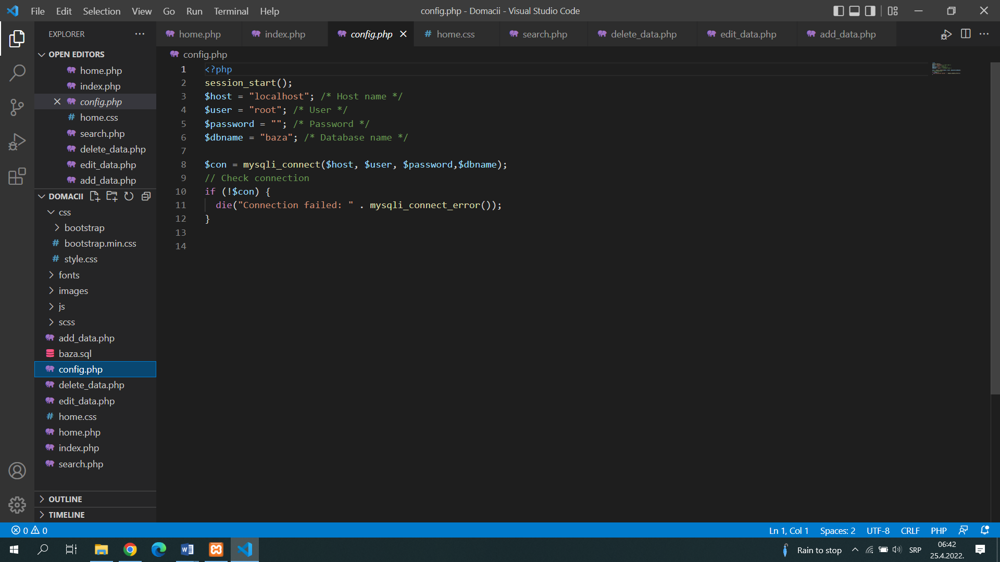 File Edit Selection View Go Run Terminal Help
config.php - Domacii - Visual Studio Code
EXPLORER
home.php
index.php
config.php
home.css
search.php
delete_data.php
edit_data.php
add_data.php
OPEN EDITORS
home.php
index.php
config.php
home.css
search.php
delete_data.php
edit_data.php
add_data.php
DOMACII
css
bootstrap
bootstrap.min.css
style.css
fonts
images
js
scss
add_data.php
baza.sql
config.php
delete_data.php
edit_data.php
home.css
home.php
index.php
search.php
OUTLINE
TIMELINE
config.php
1 <?php
2 session_start();
3 $host = "localhost"; /* Host name */
4 $user = "root"; /* User */
5 $password = ""; /* Password */
6 $dbname = "baza"; /* Database name */
7
8 $con = mysqli_connect($host, $user, $password,$dbname);
9 // Check connection
10 if (!$con) {
11 die("Connection failed: " . mysqli_connect_error());
12 }
13
14
0 0
Ln 1, Col 1 Spaces: 2 UTF-8 CRLF PHP
Rain to stop
SRP
06:42
25.4.2022.